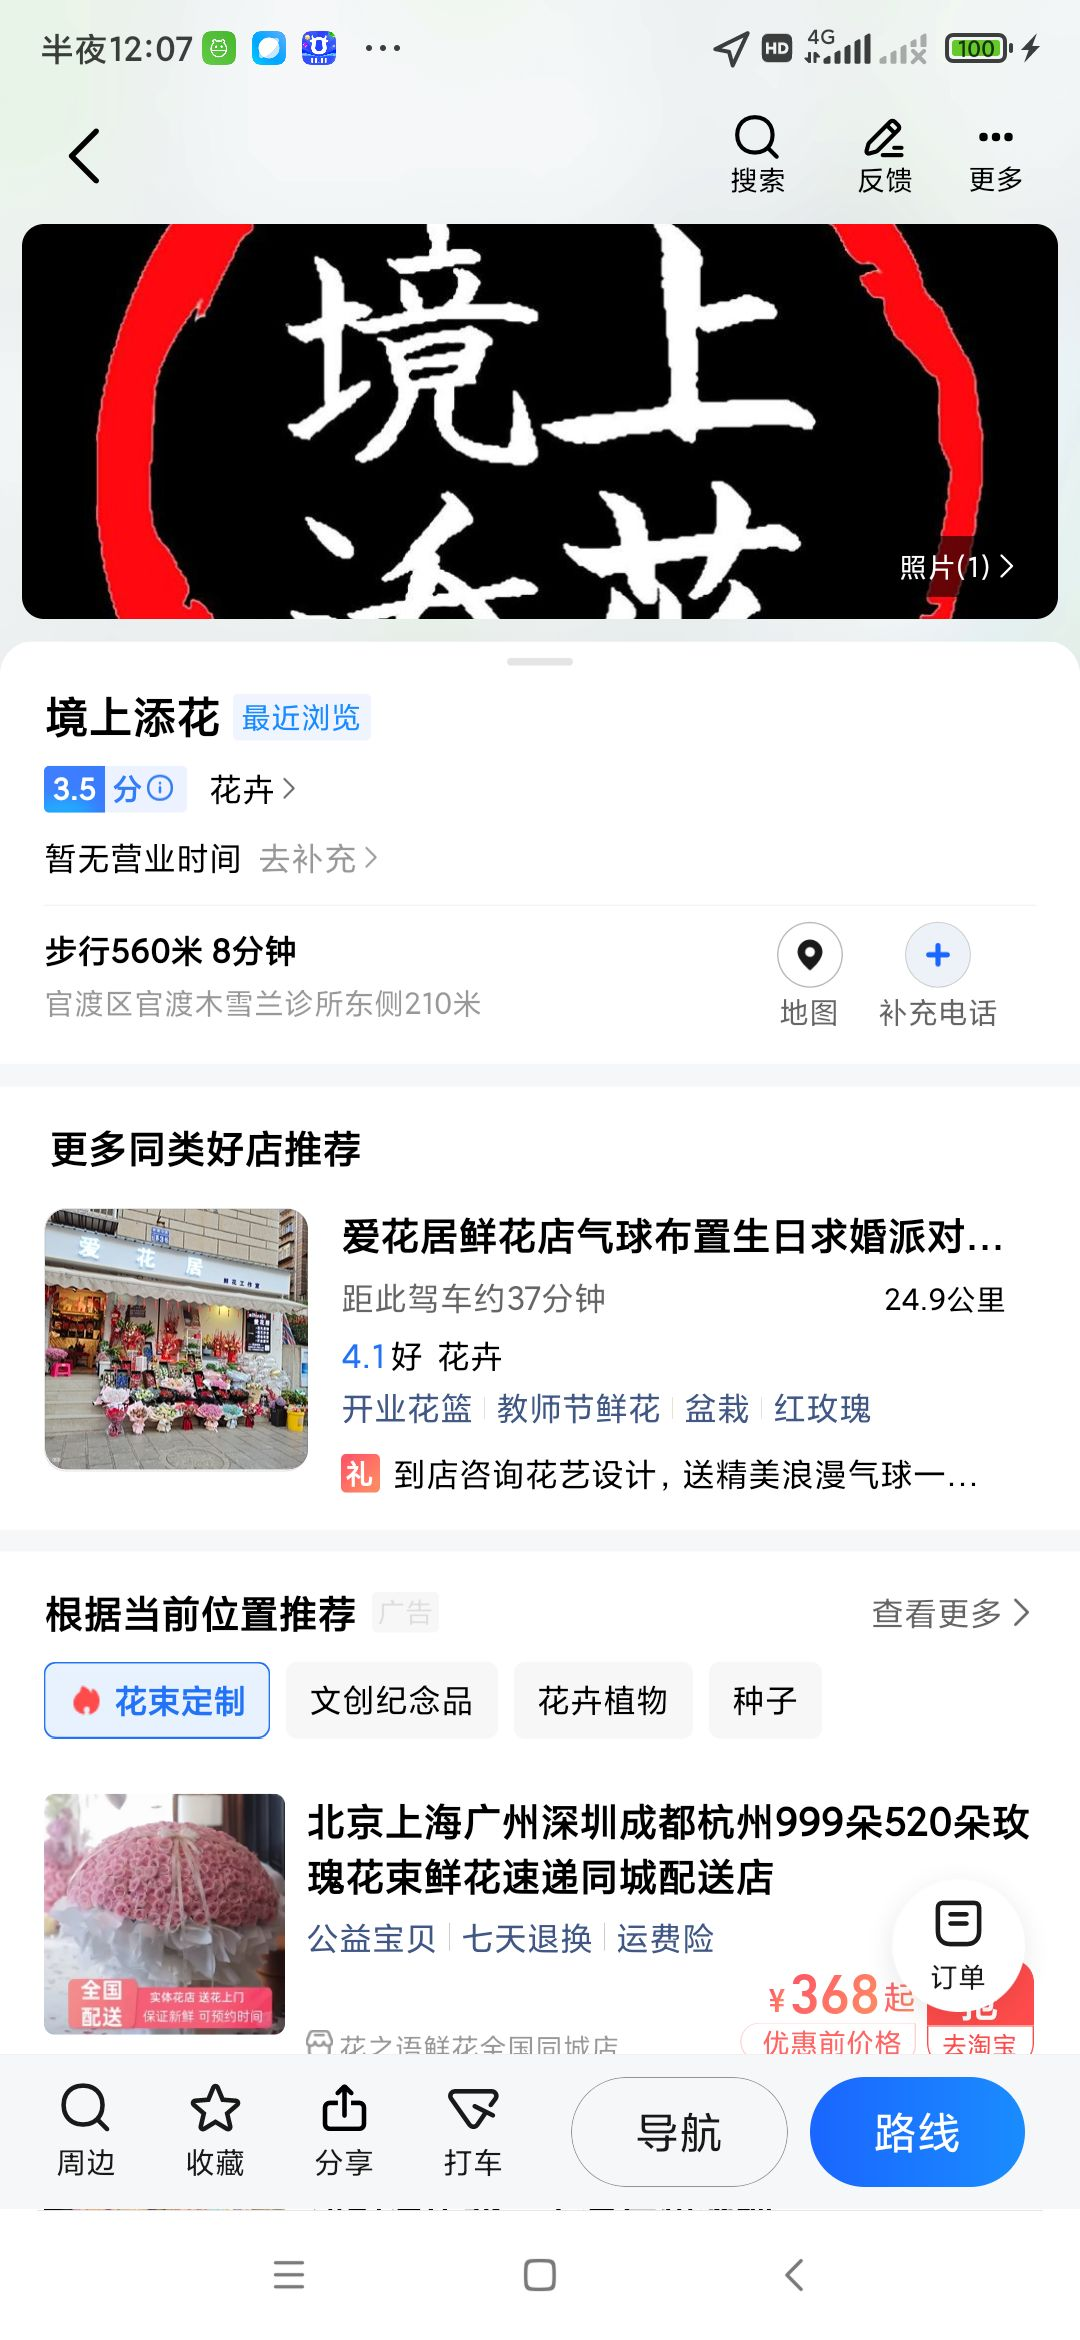 半夜12:07
HD 4G 100
搜索 反馈 更多
境上
添花
照片(1)
境上添花 最近浏览
3.5分 花卉
暂无营业时间 去补充
步行560米 8分钟
官渡区官渡木雪兰诊所东侧210米
地图 补充电话
更多同类好店推荐
爱花居
鲜花工作室
爱花居鲜花店气球布置生日求婚派对...
距此驾车约37分钟 24.9公里
4.1好 花卉
开业花篮 教师节鲜花 盆栽 红玫瑰
礼 到店咨询花艺设计，送精美浪漫气球一...
根据当前位置推荐 广告 查看更多
花束定制 文创纪念品 花卉植物 种子
北京上海广州深圳成都杭州999朵520朵玫
瑰花束鲜花速递同城配送店
公益宝贝 七天退换 运费险
全国配送 实体花店 送花上门
保证新鲜 可预约时间
¥368起 抢
优惠前价格 去淘宝
花之语鲜花全国同城店
订单
周边 收藏 分享 打车 导航 路线